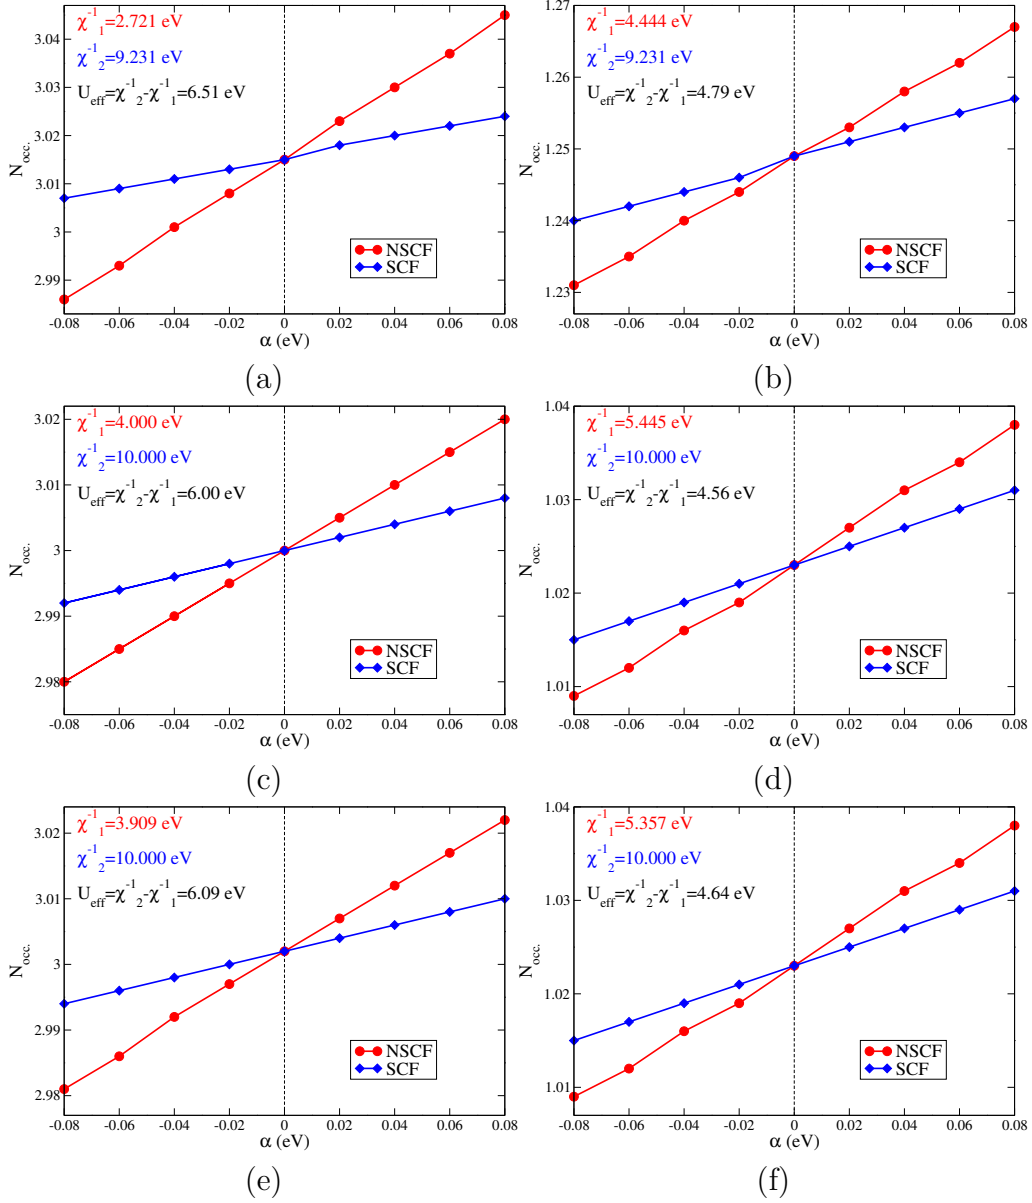 χ⁻¹₁=2.721 eV
χ⁻¹₂=9.231 eV
U_eff=χ⁻¹₂-χ⁻¹₁=6.51 eV
3.04
3.03
3.02
3.01
3
2.99
N_occ.
NSCF
SCF
-0.08 -0.06 -0.04 -0.02 0 0.02 0.04 0.06 0.08
α (eV)
(a)
χ⁻¹₁=4.444 eV
χ⁻¹₂=9.231 eV
U_eff=χ⁻¹₂-χ⁻¹₁=4.79 eV
1.27
1.26
1.25
1.24
1.23
N_occ.
NSCF
SCF
-0.08 -0.06 -0.04 -0.02 0 0.02 0.04 0.06 0.08
α (eV)
(b)
χ⁻¹₁=4.000 eV
χ⁻¹₂=10.000 eV
U_eff=χ⁻¹₂-χ⁻¹₁=6.00 eV
3.02
3.01
3
2.99
2.98
N_occ.
NSCF
SCF
-0.08 -0.06 -0.04 -0.02 0 0.02 0.04 0.06 0.08
α (eV)
(c)
χ⁻¹₁=5.445 eV
χ⁻¹₂=10.000 eV
U_eff=χ⁻¹₂-χ⁻¹₁=4.56 eV
1.04
1.03
1.02
1.01
N_occ.
NSCF
SCF
-0.08 -0.06 -0.04 -0.02 0 0.02 0.04 0.06 0.08
α (eV)
(d)
χ⁻¹₁=3.909 eV
χ⁻¹₂=10.000 eV
U_eff=χ⁻¹₂-χ⁻¹₁=6.09 eV
3.02
3.01
3
2.99
2.98
N_occ.
NSCF
SCF
-0.08 -0.06 -0.04 -0.02 0 0.02 0.04 0.06 0.08
α (eV)
(e)
χ⁻¹₁=5.357 eV
χ⁻¹₂=10.000 eV
U_eff=χ⁻¹₂-χ⁻¹₁=4.64 eV
1.04
1.03
1.02
1.01
N_occ.
NSCF
SCF
-0.08 -0.06 -0.04 -0.02 0 0.02 0.04 0.06 0.08
α (eV)
(f)